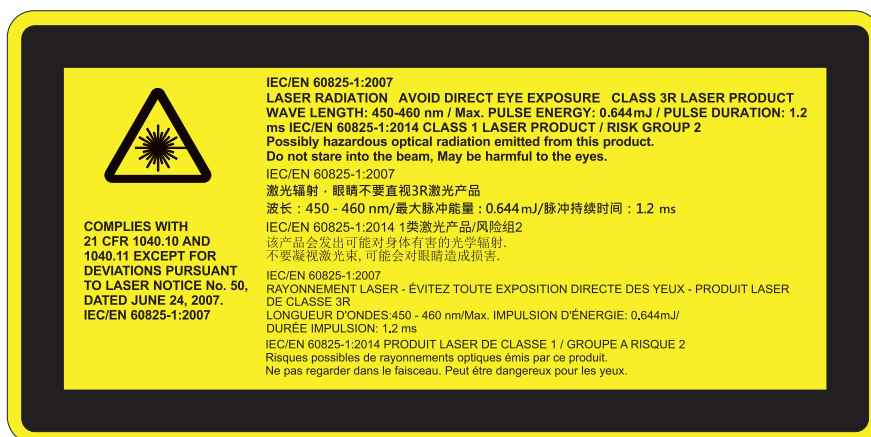 COMPLIES WITH
21 CFR 1040.10 AND
1040.11 EXCEPT FOR
DEVIATIONS PURSUANT
TO LASER NOTICE No. 50,
DATED JUNE 24, 2007.
IEC/EN 60825-1:2007
IEC/EN 60825-1:2007
LASER RADIATION AVOID DIRECT EYE EXPOSURE CLASS 3R LASER PRODUCT
WAVE LENGTH: 450-460 nm / Max. PULSE ENERGY: 0.644mJ / PULSE DURATION: 1.2
ms IEC/EN 60825-1:2014 CLASS 1 LASER PRODUCT / RISK GROUP 2
Possibly hazardous optical radiation emitted from this product.
Do not stare into the beam, May be harmful to the eyes.
IEC/EN 60825-1:2007
激光辐射，眼睛不要直视3R激光产品
波长：450 - 460 nm/最大脉冲能量：0.644 mJ/脉冲持续时间：1.2 ms
IEC/EN 60825-1:2014 1类激光产品/风险组2
该产品会发出可能对身体有害的光学辐射.
不要凝视激光束,可能会对眼睛造成损害.
IEC/EN 60825-1:2007
RAYONNEMENT LASER - ÉVITEZ TOUTE EXPOSITION DIRECTE DES YEUX - PRODUIT LASER
DE CLASSE 3R
LONGUEUR D'ONDES:450 - 460 nm/Max. IMPULSION D'ÉNERGIE: 0.644mJ/
DURÉE IMPULSION: 1.2 ms
IEC/EN 60825-1:2014 PRODUIT LASER DE CLASSE 1 / GROUPE A RISQUE 2
Risques possibles de rayonnements optiques émis par ce produit.
Ne pas regarder dans le faisceau. Peut étre dangereux pour les yeux.